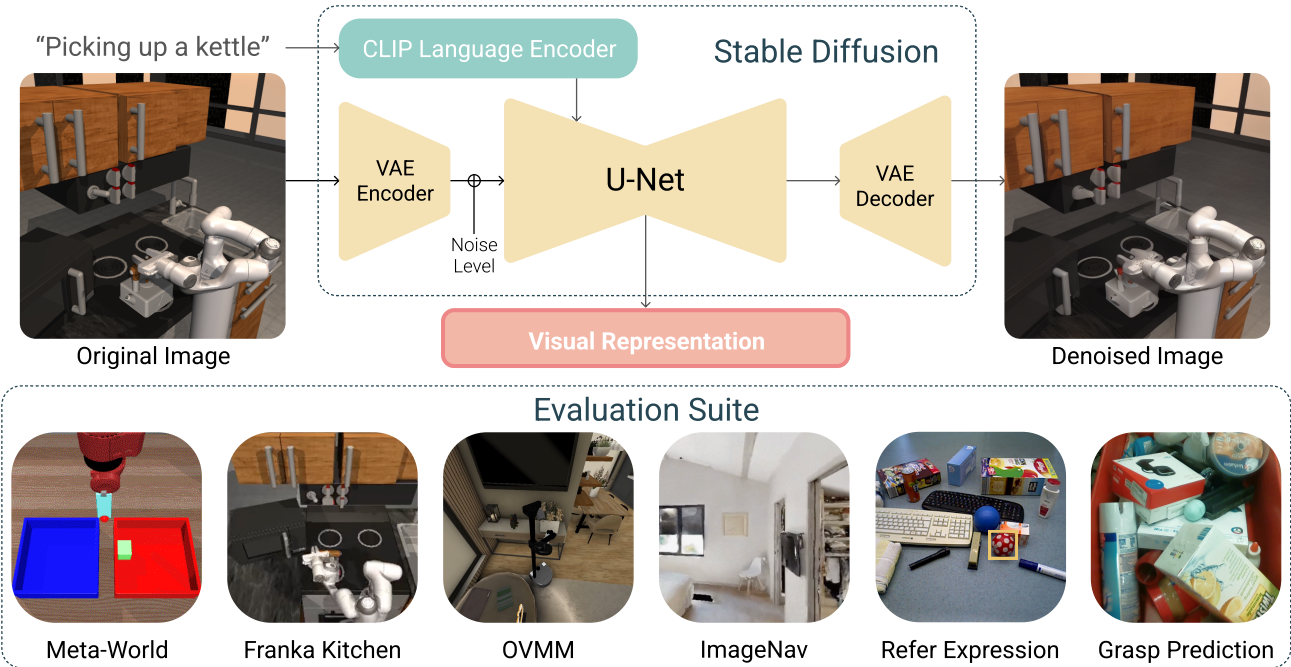 “Picking up a kettle”
CLIP Language Encoder
Stable Diffusion
VAE
Encoder
U-Net
VAE
Decoder
Noise
Level
Visual Representation
Original Image
Denoised Image
Evaluation Suite
Meta-World
Franka Kitchen
OVMM
ImageNav
Refer Expression
Grasp Prediction